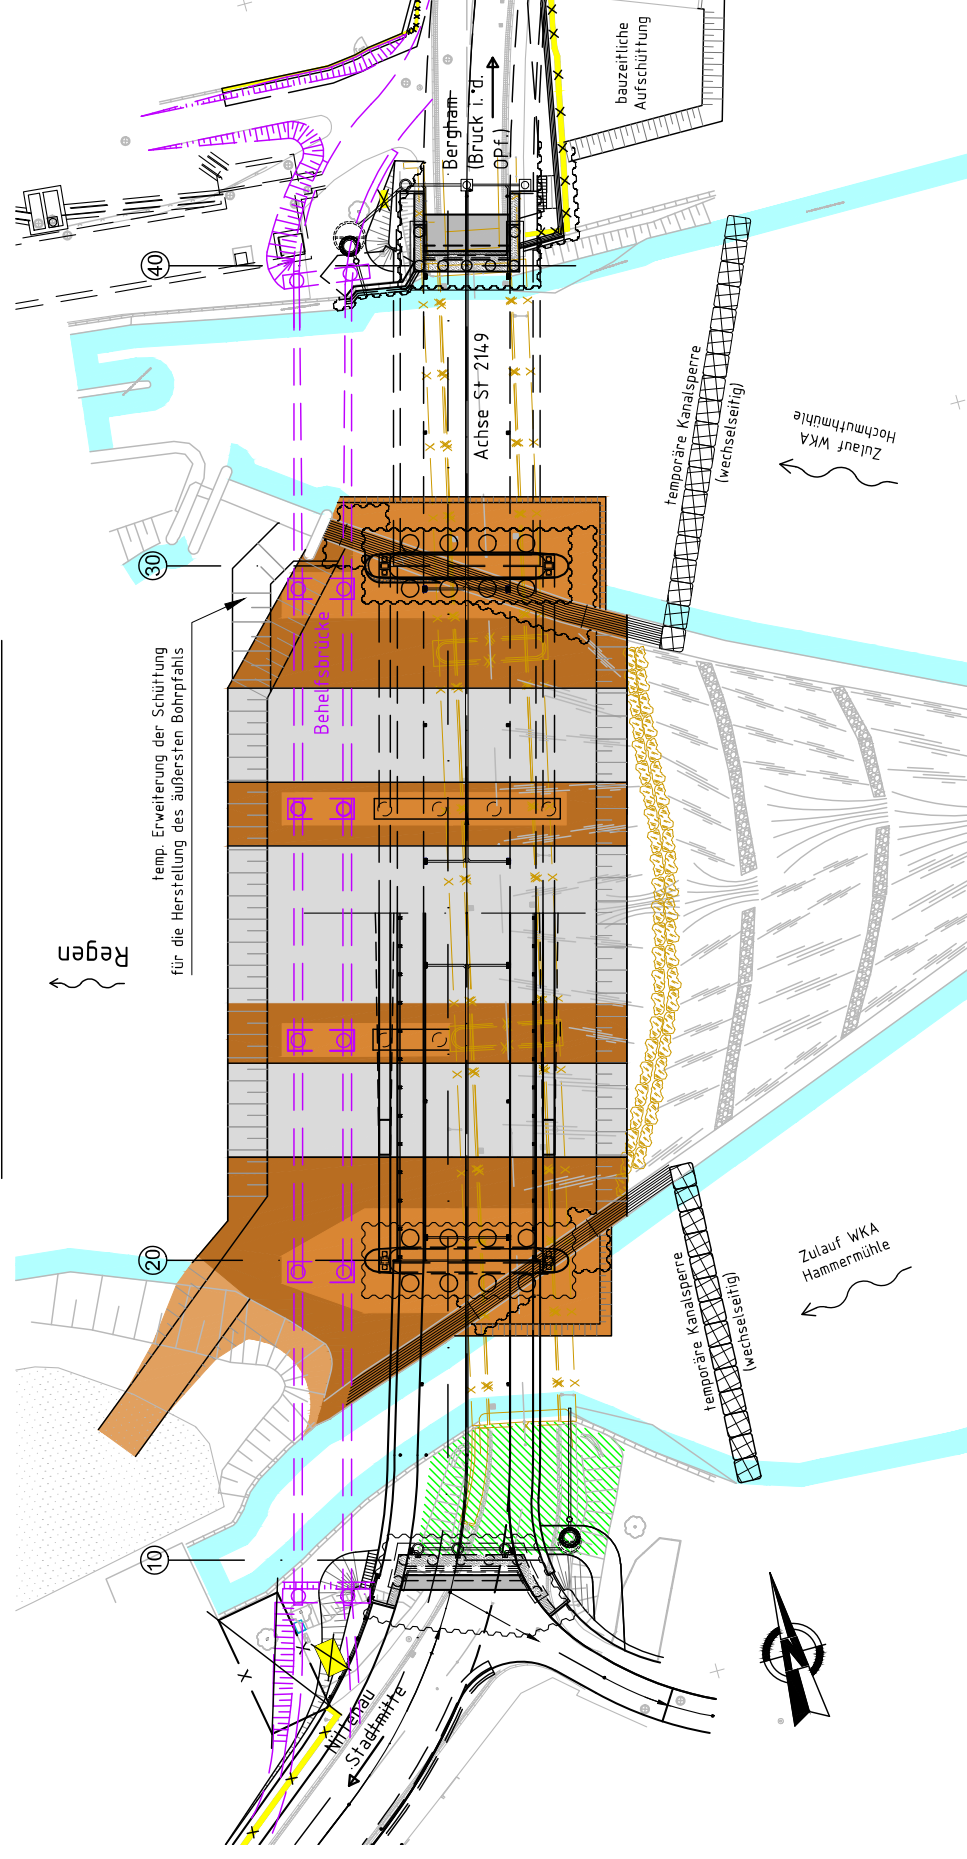 bauzeitliche
Aufschüttung
Bergham
(Bruck i. d.
OPf.)
40
Achse St 2149
temporäre Kanalsperre
(wechselseitig)
Zulauf WKA
Hochmuthmühle
30
Behelfsbrücke
temp. Erweiterung der Schüttung
für die Herstellung des äußersten Bohrpfahls
Regen
20
Zulauf WKA
Hammermühle
temporäre Kanalsperre
(wechselseitig)
10
Nittenau
Stadtmitte